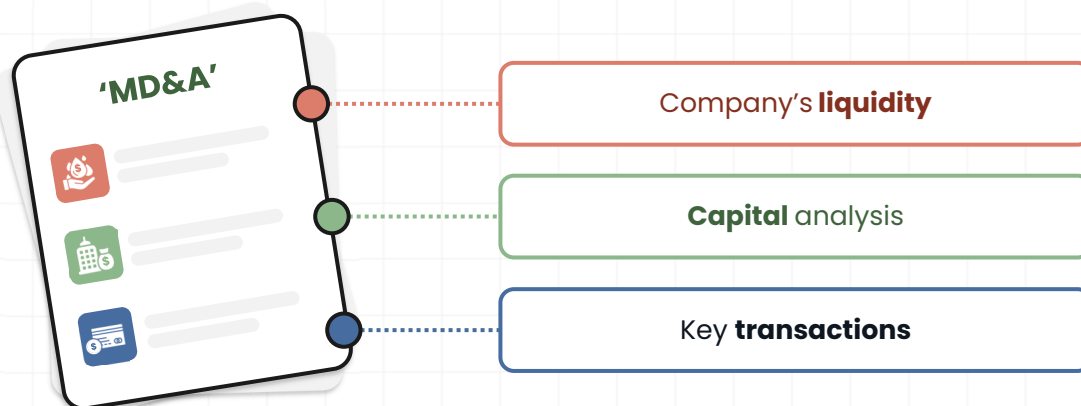 ‘MD&A’
Company’s liquidity
Capital analysis
Key transactions